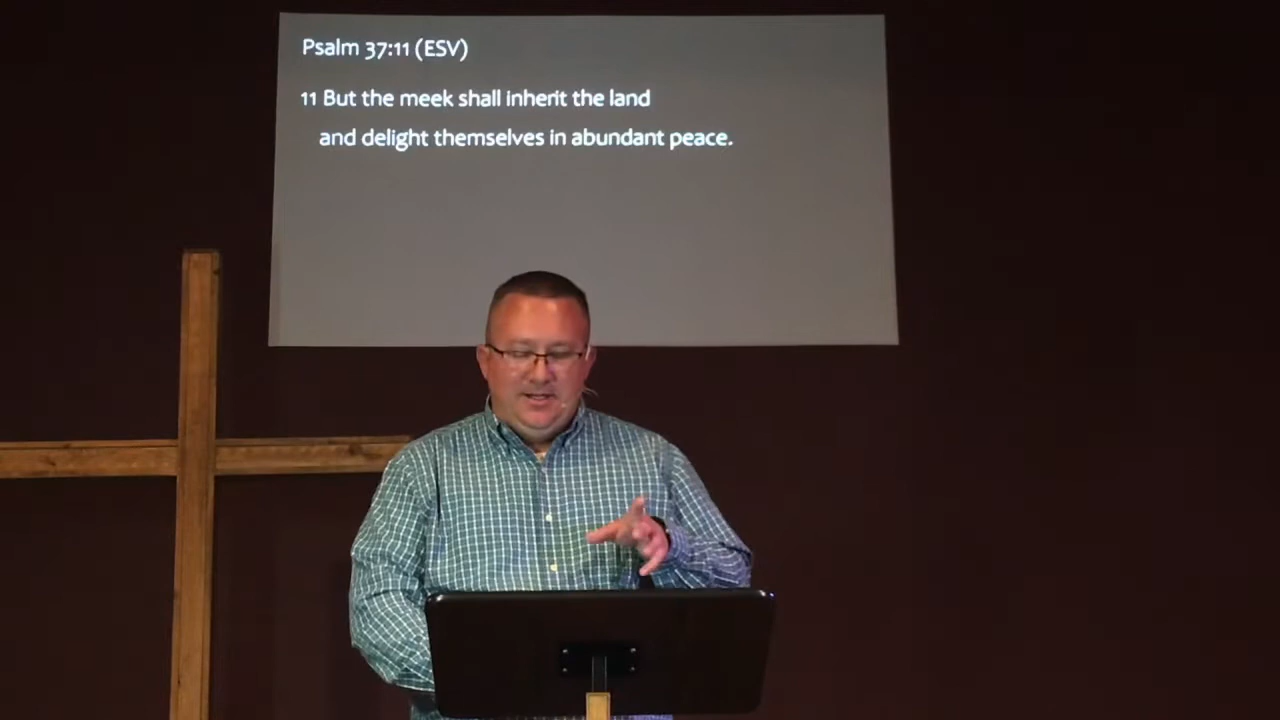 Psalm 37:11 (ESV)
11 But the meek shall inherit the land
and delight themselves in abundant peace.